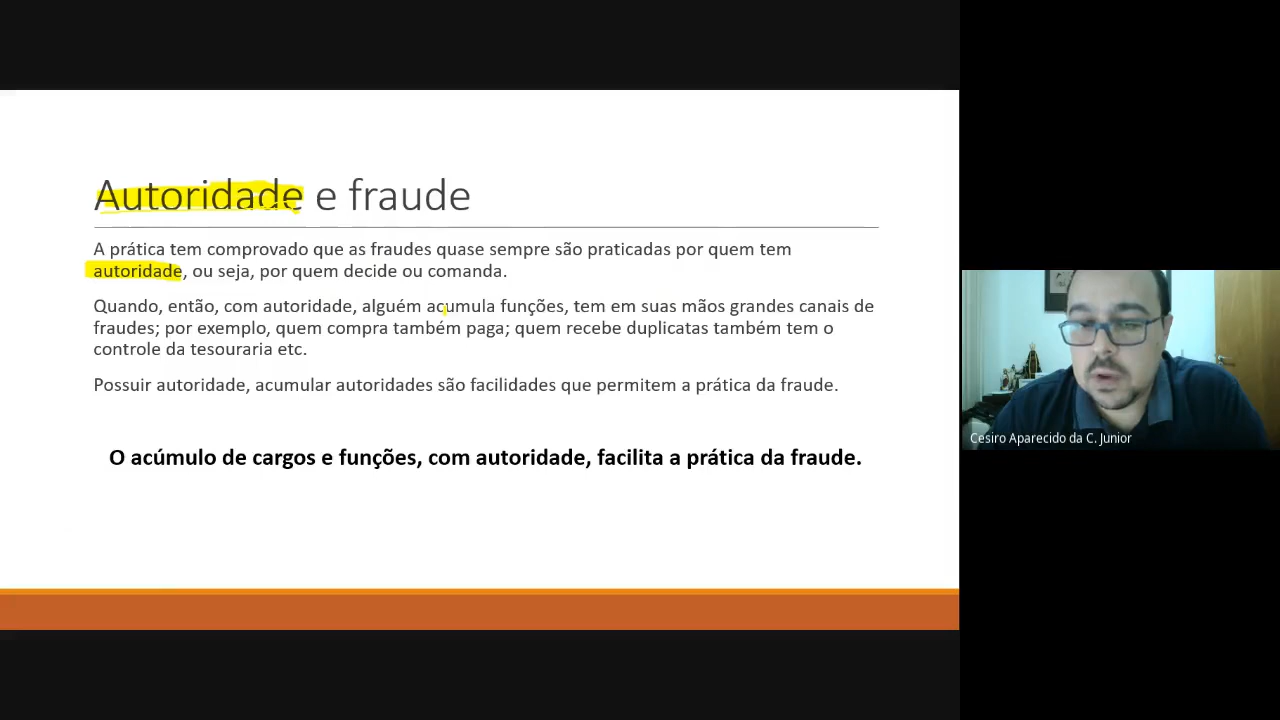 Autoridade e fraude
A prática tem comprovado que as fraudes quase sempre são praticadas por quem tem
autoridade, ou seja, por quem decide ou comanda.
Quando, então, com autoridade, alguém acumula funções, tem em suas mãos grandes canais de
fraudes; por exemplo, quem compra também paga; quem recebe duplicatas também tem o
controle da tesouraria etc.
Possuir autoridade, acumular autoridades são facilidades que permitem a prática da fraude.
O acúmulo de cargos e funções, com autoridade, facilita a prática da fraude.
Cesiro Aparecido da C. Junior